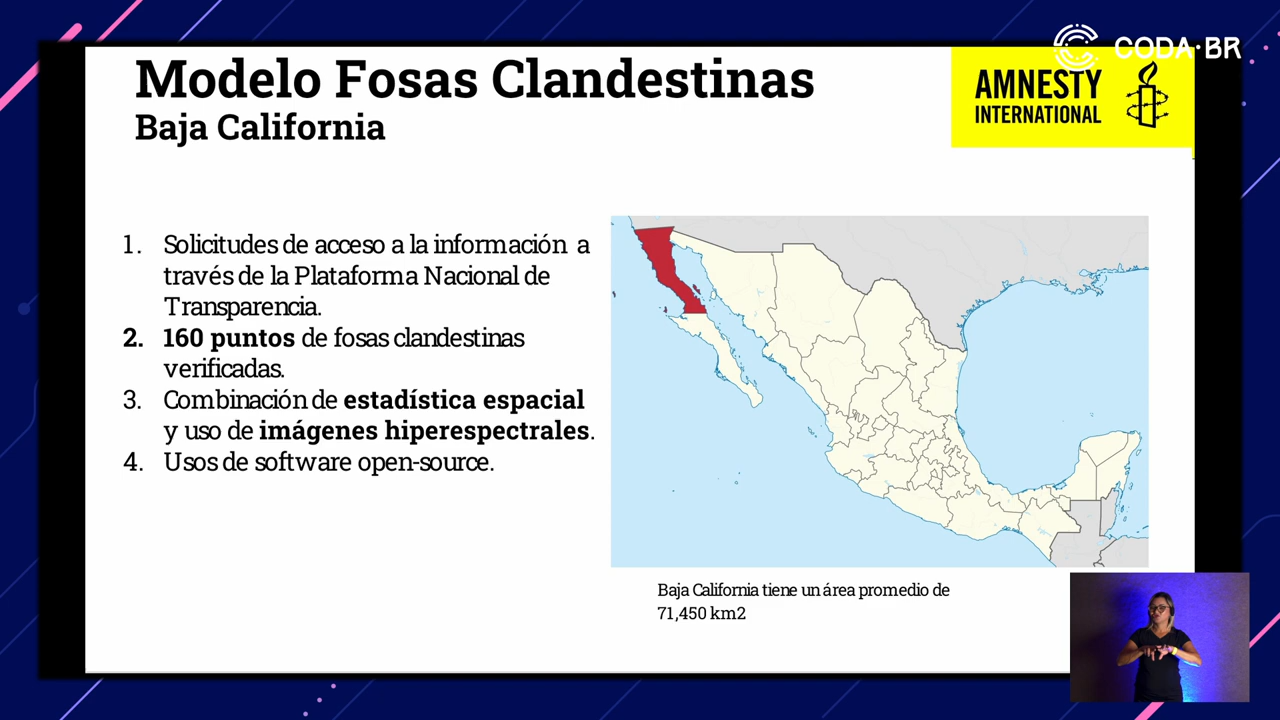 CODA·BR
Modelo Fosas Clandestinas
Baja California
AMNESTY
INTERNATIONAL
1. Solicitudes de acceso a la información a
través de la Plataforma Nacional de
Transparencia.
2. 160 puntos de fosas clandestinas
verificadas.
3. Combinación de estadística espacial
y uso de imágenes hiperespectrales.
4. Usos de software open-source.
Baja California tiene un área promedio de
71,450 km2